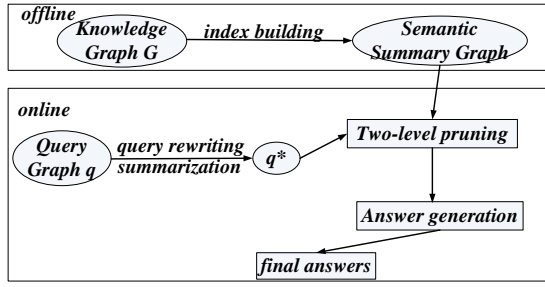 offline
Knowledge
Graph G
index building
Semantic
Summary Graph
online
Query
Graph q
query rewriting
summarization
q*
Two-level pruning
Answer generation
final answers